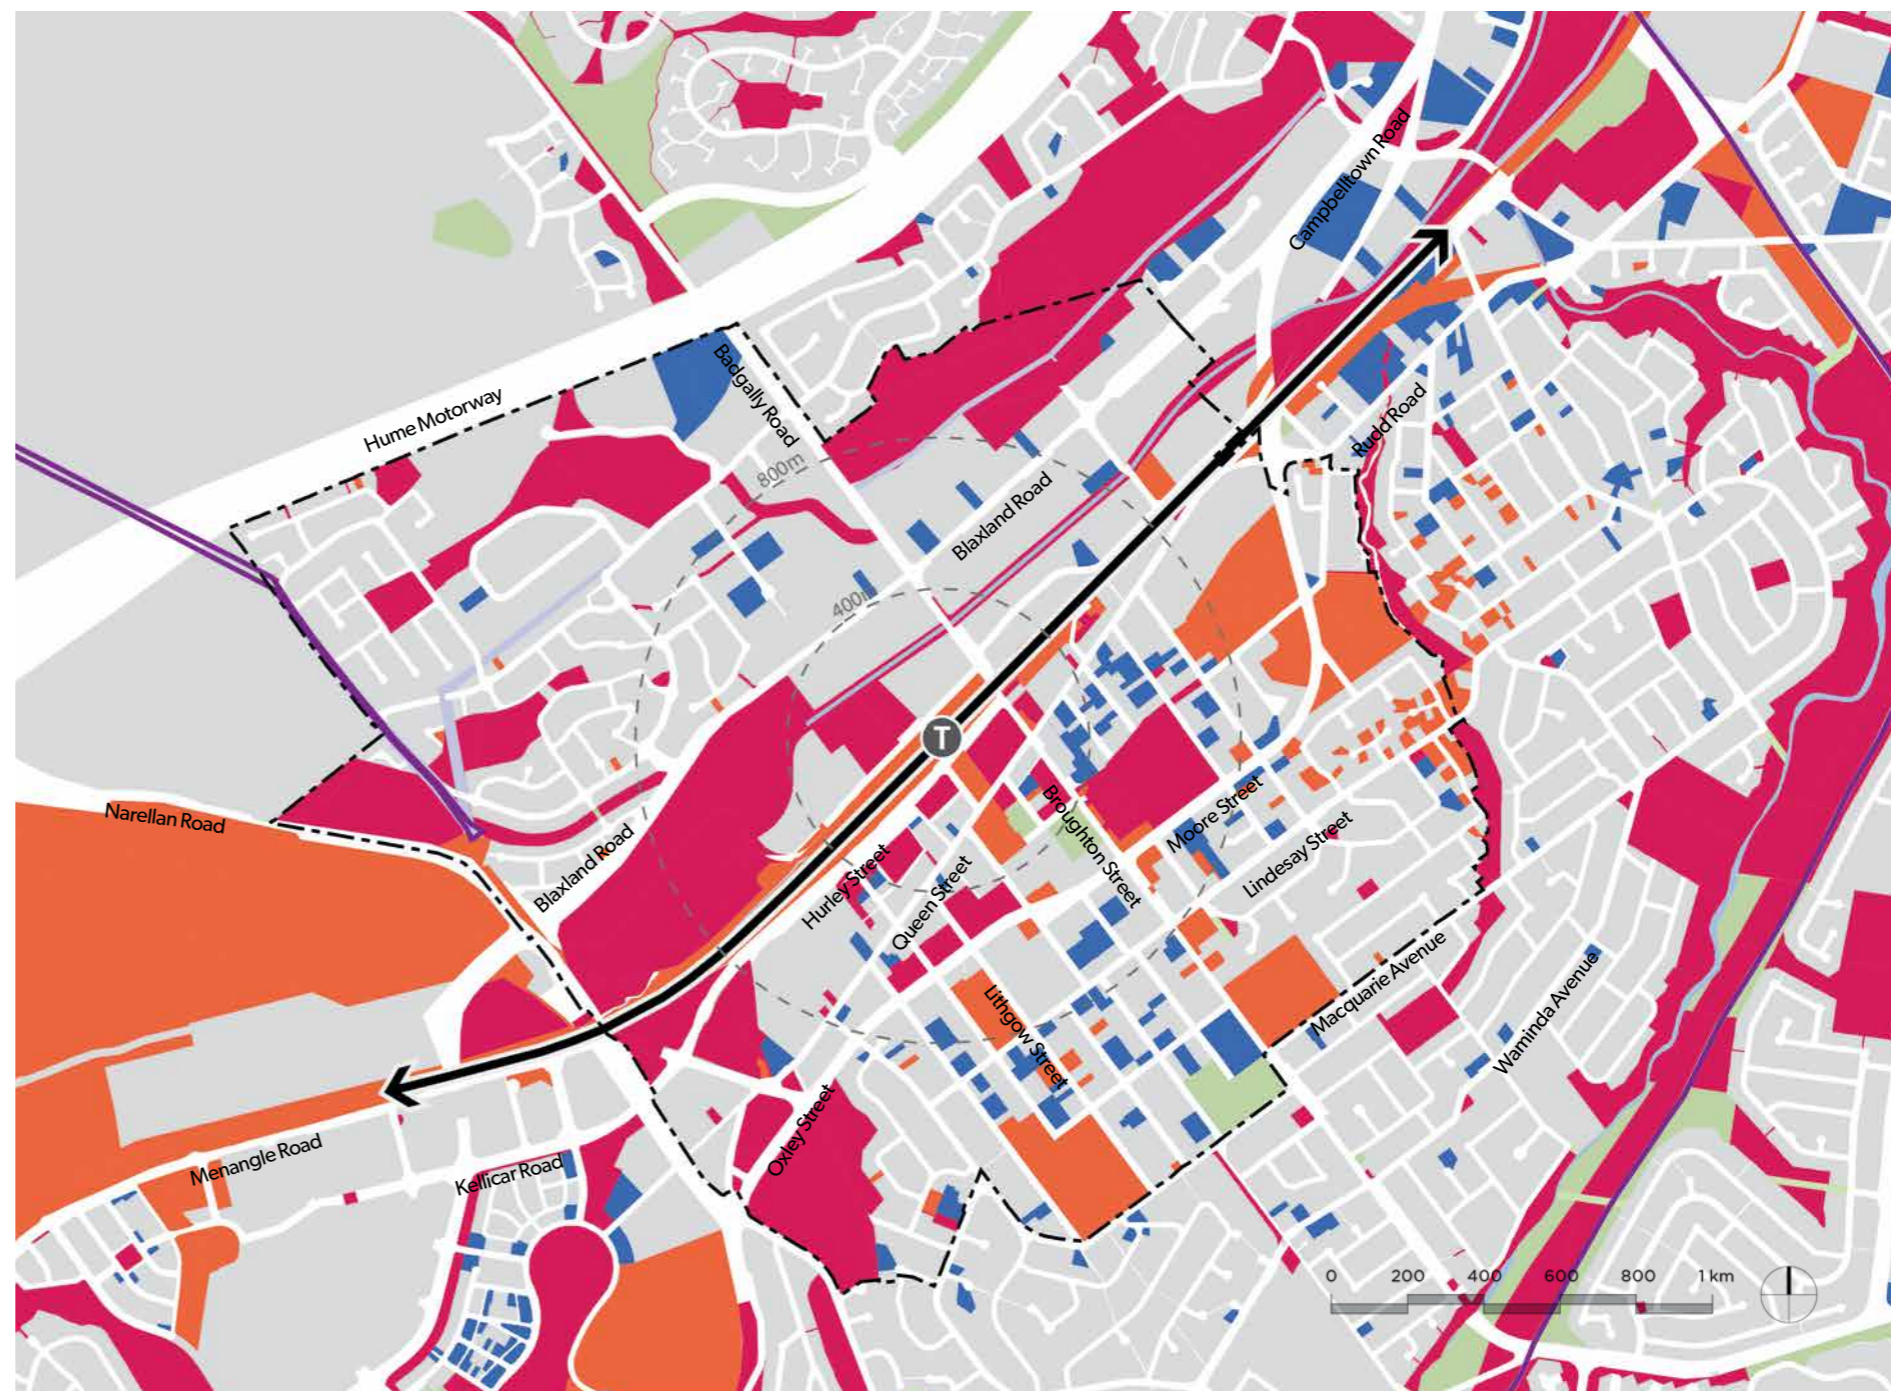 Campbelltown Road
Hume Motorway
Badgally Road
Rudd Road
800m
Blaxland Road
400m
T
Narellan Road
Blaxland Road
Hurley Street
Queen Street
Broughton Street
Moore Street
Lindesay Street
Lithgow Street
Macquarie Avenue
Waminda Avenue
Oxley Street
Menangle Road
Kellicar Road
0 200 400 600 800 1 km